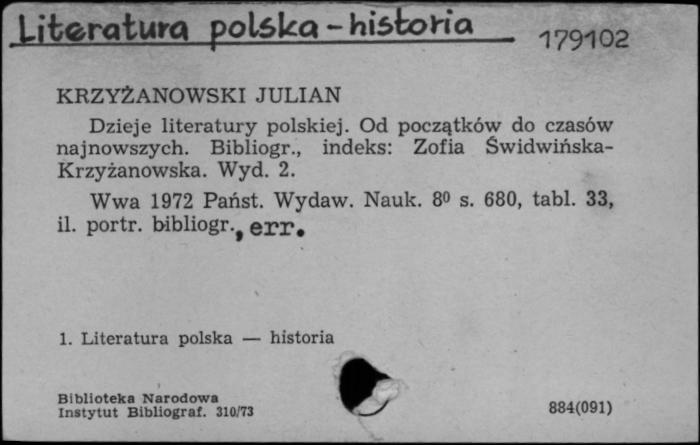 Literatura polska - historia
179102
KRZYŻANOWSKI JULIAN
Dzieje literatury polskiej. Od początków do czasów
najnowszych. Bibliogr., indeks: Zofia Świdwińska-
Krzyżanowska. Wyd. 2.
Wwa 1972 Państ. Wydaw. Nauk. 8⁰ s. 680, tabl. 33,
il. portr. bibliogr., err.
1. Literatura polska — historia
Biblioteka Narodowa
Instytut Bibliograf. 310/73
884(091)